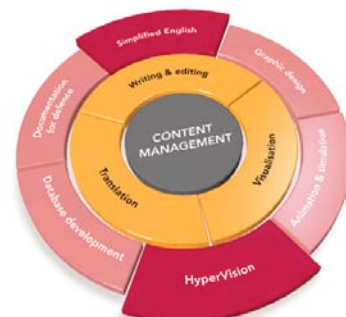 Simplified English
Graphic design
Documentation
for defence
Writing & editing
CONTENT
MANAGEMENT
Translation
Visualisation
Animation & simulation
Database development
HyperVision